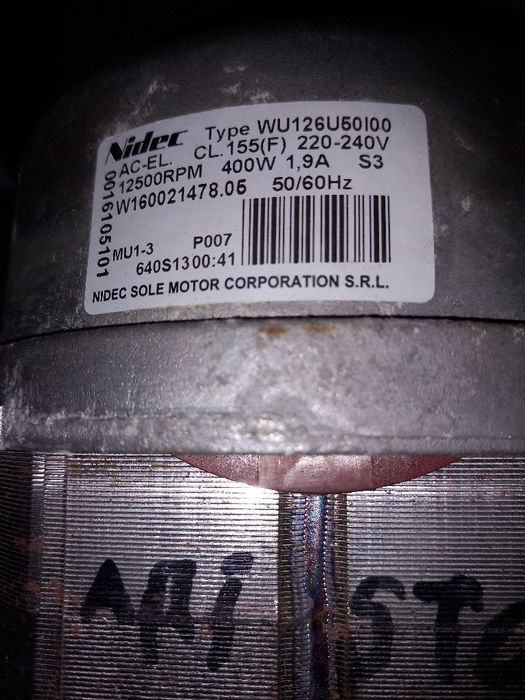 Nidec Type WU126U50I00
AC-EL. CL.155(F) 220-240V
12500RPM 400W 1,9A S3
W160021478.05 50/60Hz
0016105101
MU1-3 P007
640S1300:41
NIDEC SOLE MOTOR CORPORATION S.R.L.